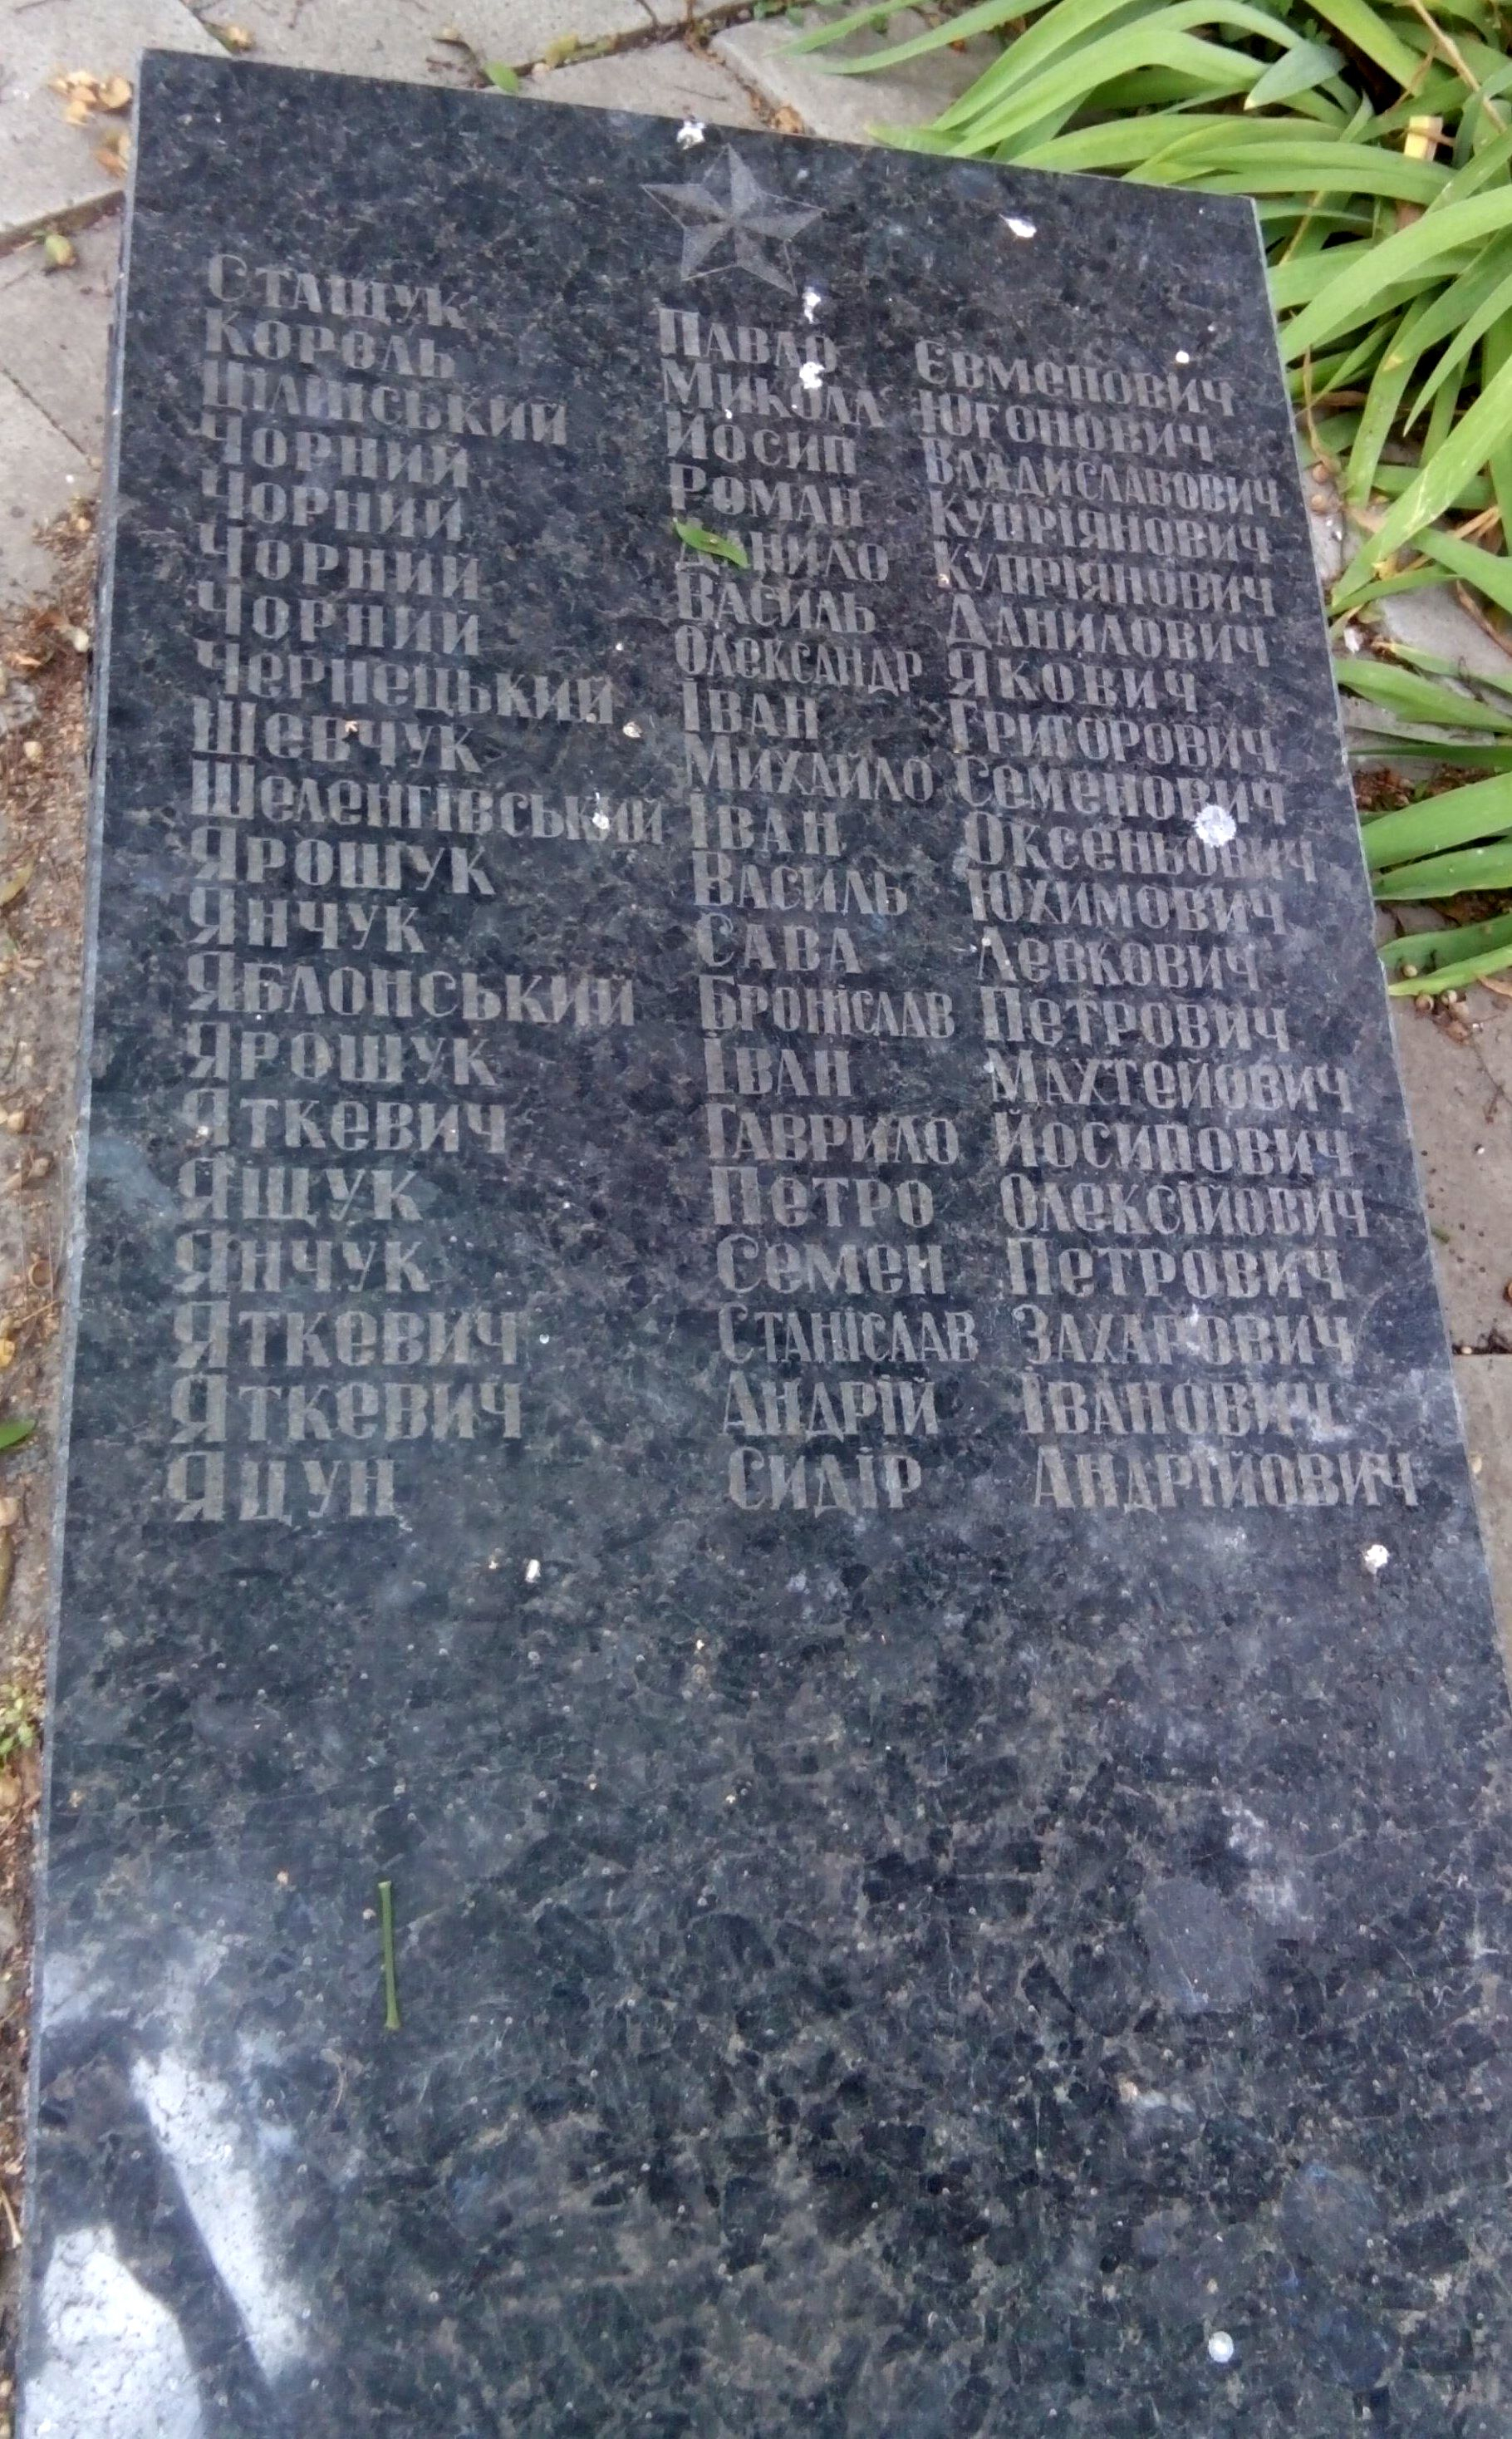 Стащук Павло Євменович
Король Микола Югонович
Шлінський Йосип Владиславович
Чорний Роман Купріянович
Чорний Данило Купріянович
Чорний Василь Данилович
Чорний Олександр Якович
Чернецький Іван Григорович
Шевчук Михайло Семенович
Шеленгівський Іван Оксеньович
Ярощук Василь Юхимович
Янчук Сава Левкович
Яблонський Броніслав Петрович
Ярощук Іван Махтейович
Яткевич Гаврило Йосипович
Ящук Петро Олексійович
Янчук Семен Петрович
Яткевич Станіслав Захарович
Яткевич Андрій Іванович
Яцун Сидір Андрійович